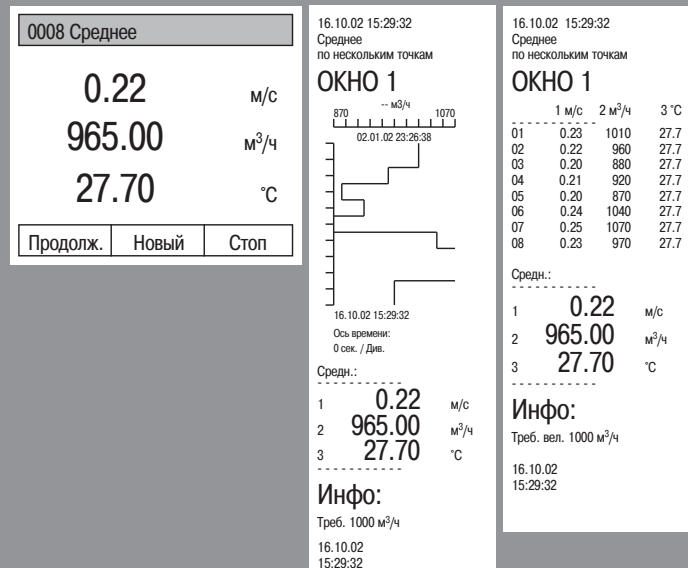 0008 Среднее
0.22 м/с
965.00 м³/ч
27.70 °C
Продолж. Новый Стоп
16.10.02 15:29:32
Среднее
по нескольким точкам
ОКНО 1
-- м3/ч
870 1070
02.01.02 23:26:38
16.10.02 15:29:32
Ось времени:
0 сек. / Див.
Средн.:
1 0.22 м/с
2 965.00 м³/ч
3 27.70 °C
Инфо:
Треб. 1000 м³/ч
16.10.02
15:29:32
16.10.02 15:29:32
Среднее
по нескольким точкам
ОКНО 1
1 м/с 2 м³/ч 3 °C
01 0.23 1010 27.7
02 0.22 960 27.7
03 0.20 880 27.7
04 0.21 920 27.7
05 0.20 870 27.7
06 0.24 1040 27.7
07 0.25 1070 27.7
08 0.23 970 27.7
Средн.:
1 0.22 м/с
2 965.00 м³/ч
3 27.70 °C
Инфо:
Треб. вел. 1000 м³/ч
16.10.02
15:29:32